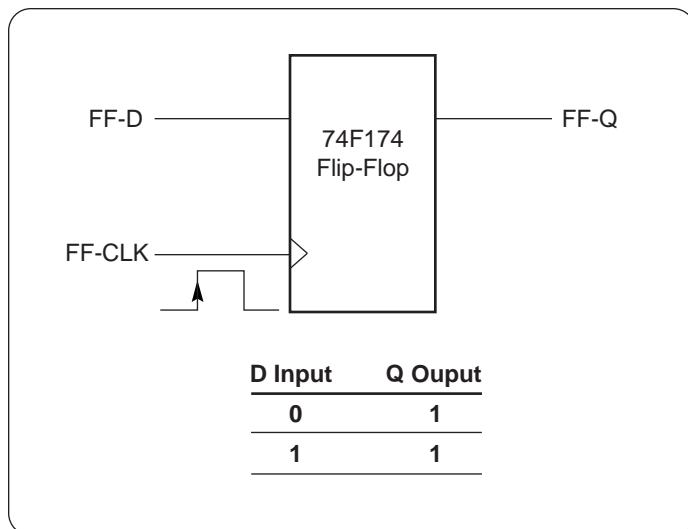 FF-D
74F174
Flip-Flop
FF-Q
FF-CLK
D Input Q Ouput
0 1
1 1